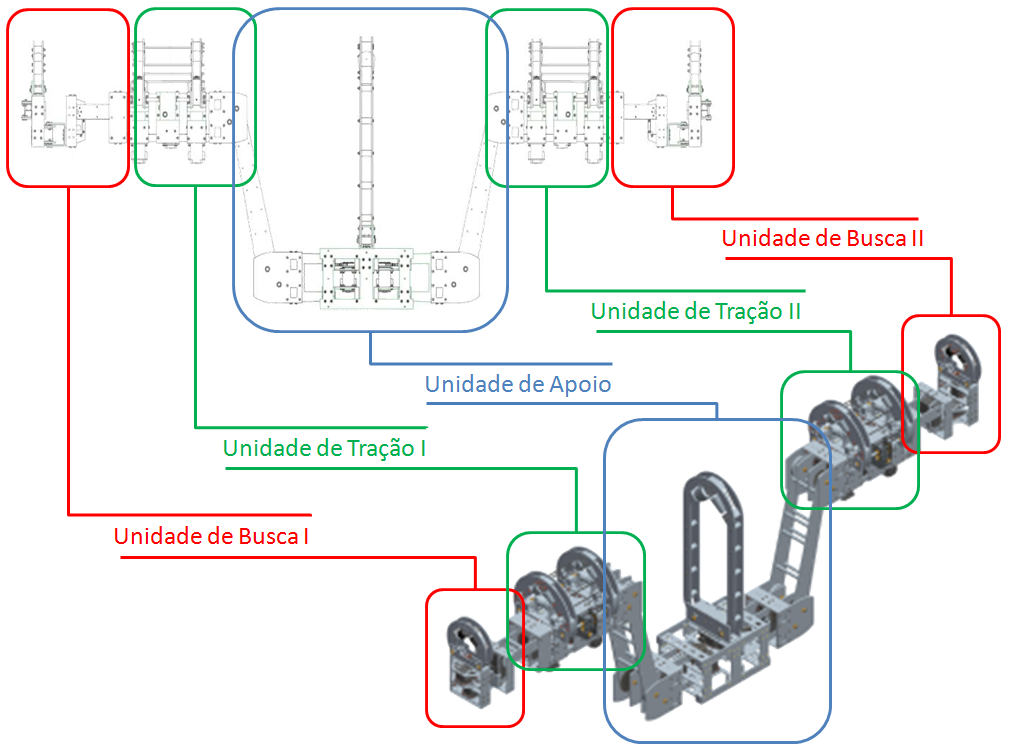 Unidade de Busca II
Unidade de Tração II
Unidade de Apoio
Unidade de Tração I
Unidade de Busca I